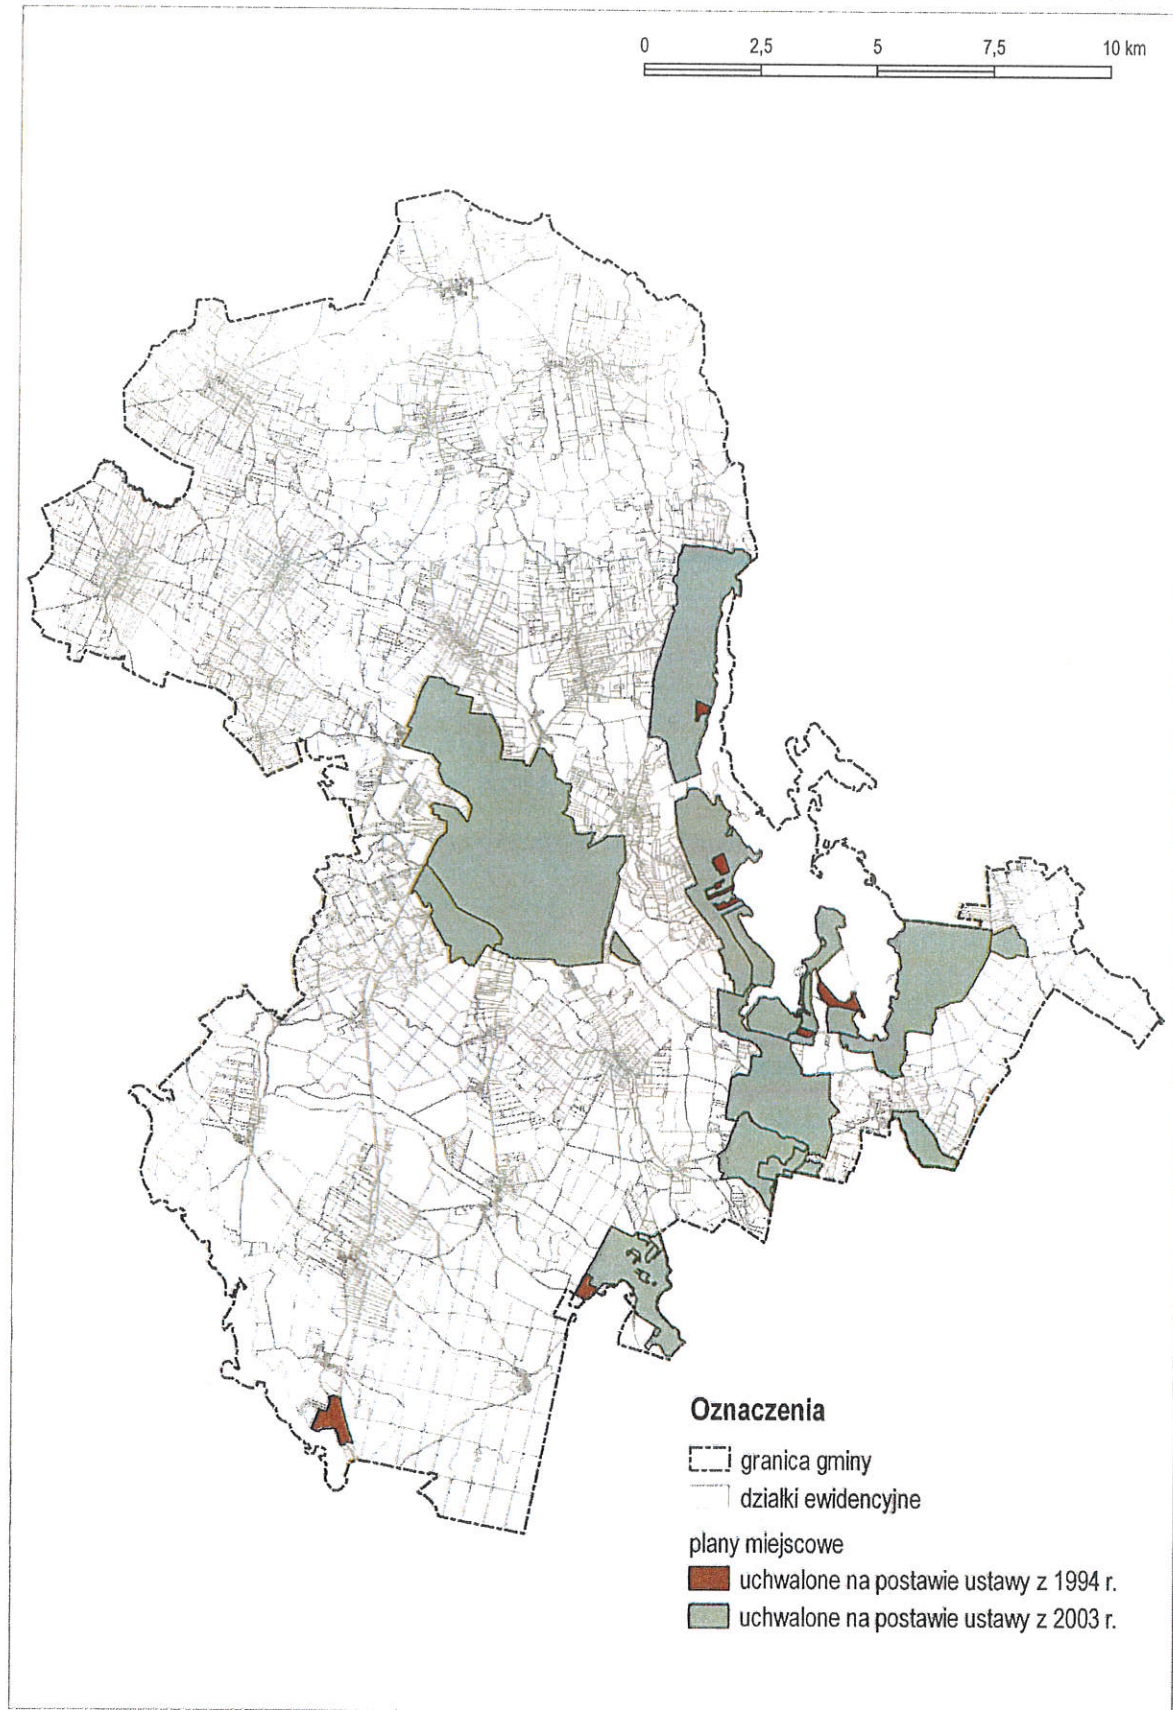 0 2,5 5 7,5 10 km
Oznaczenia
granica gminy
działki ewidencyjne
plany miejscowe
uchwalone na postawie ustawy z 1994 r.
uchwalone na postawie ustawy z 2003 r.